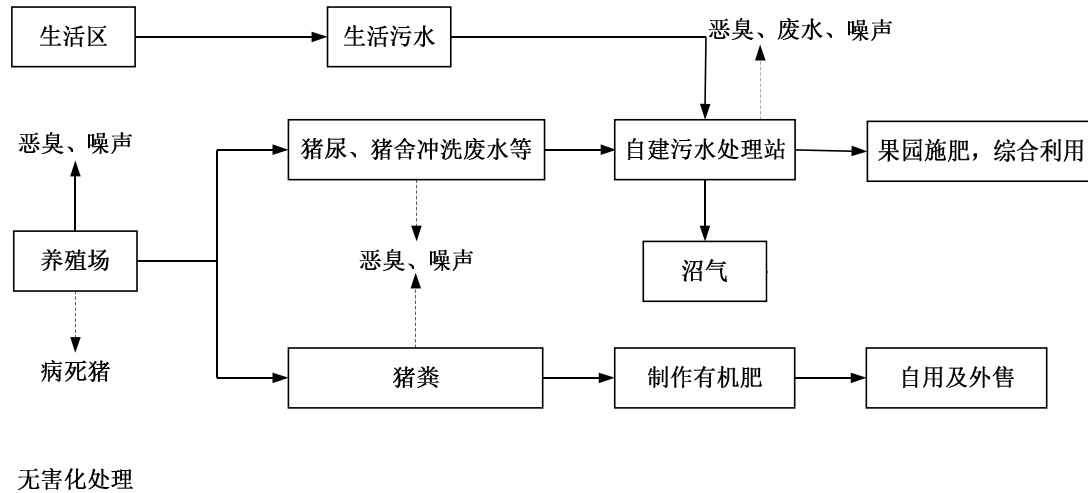 生活区
生活污水
恶臭、废水、噪声
恶臭、噪声
猪尿、猪舍冲洗废水等
自建污水处理站
果园施肥，综合利用
养殖场
恶臭、噪声
沼气
病死猪
猪粪
制作有机肥
自用及外售
无害化处理